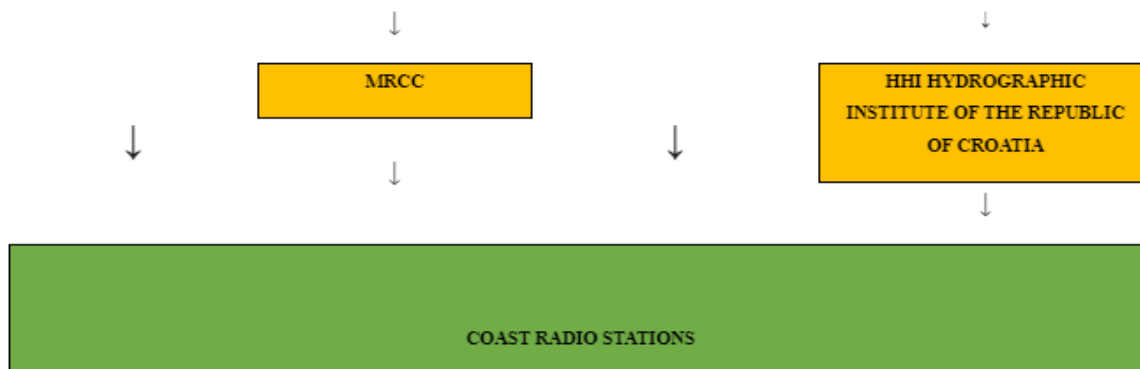 MRCC
HHI HYDROGRAPHIC
INSTITUTE OF THE REPUBLIC
OF CROATIA
COAST RADIO STATIONS